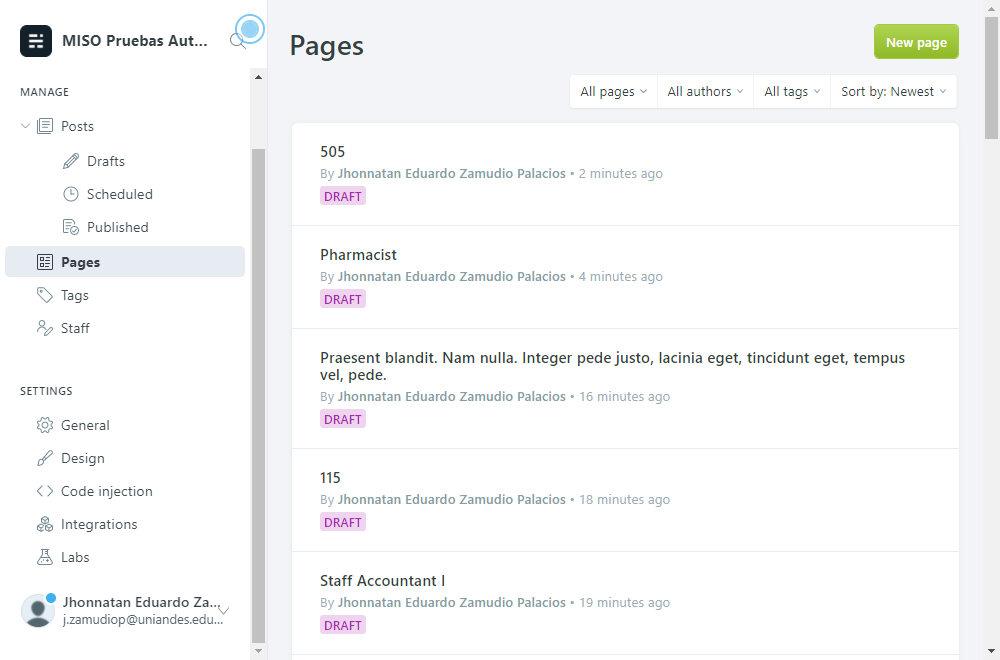 MISO Pruebas Aut...
MANAGE
Posts
Drafts
Scheduled
Published
Pages
Tags
Staff
SETTINGS
General
Design
Code injection
Integrations
Labs
Jhonnatan Eduardo Za...
j.zamudiop@uniandes.edu...
Pages
New page
All pages
All authors
All tags
Sort by: Newest
505
By Jhonnatan Eduardo Zamudio Palacios • 2 minutes ago
DRAFT
Pharmacist
By Jhonnatan Eduardo Zamudio Palacios • 4 minutes ago
DRAFT
Praesent blandit. Nam nulla. Integer pede justo, lacinia eget, tincidunt eget, tempus
vel, pede.
By Jhonnatan Eduardo Zamudio Palacios • 16 minutes ago
DRAFT
115
By Jhonnatan Eduardo Zamudio Palacios • 18 minutes ago
DRAFT
Staff Accountant I
By Jhonnatan Eduardo Zamudio Palacios • 19 minutes ago
DRAFT